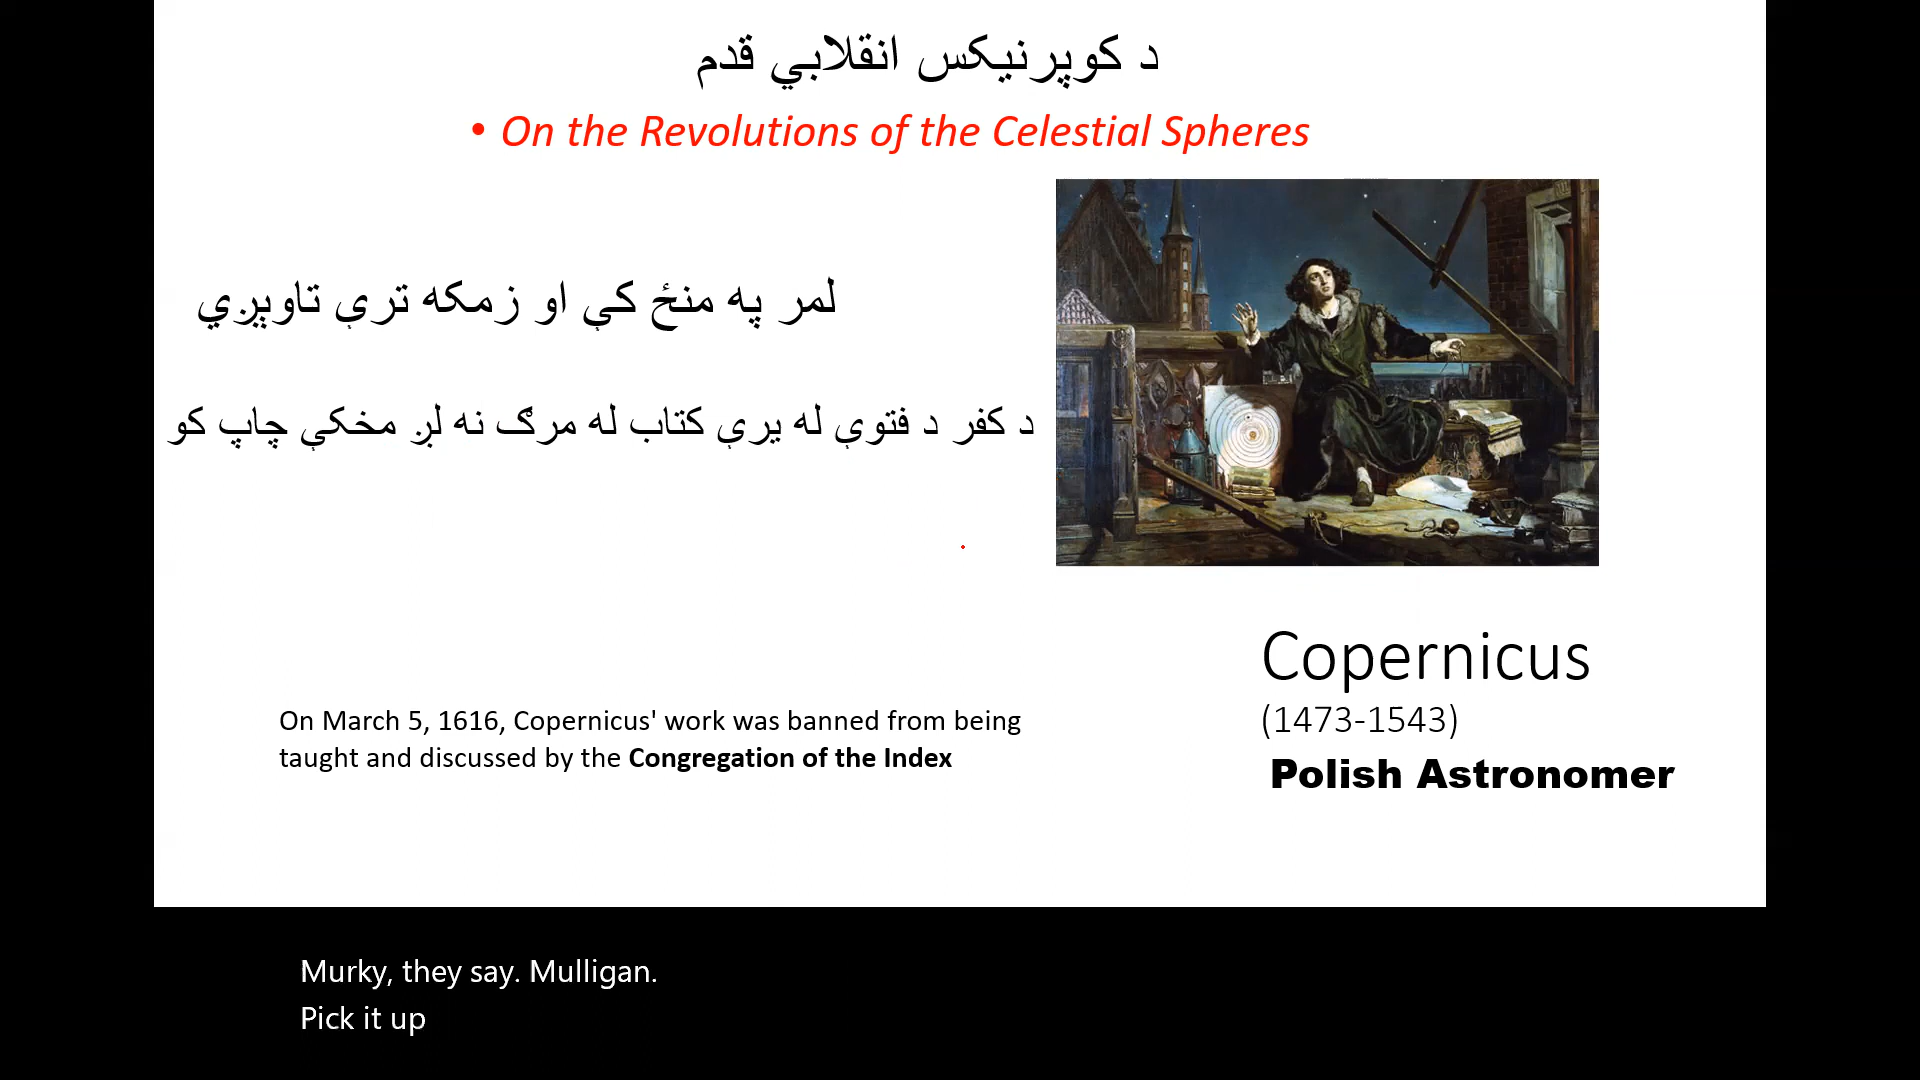 د کوپرنیکس انقلابي قدم
• On the Revolutions of the Celestial Spheres
لمر په منځ کې او زمکه ترې تاوېږي
د کفر د فتوې له یرې کتاب له مرګ نه لږ مخکې چاپ کو
Copernicus
(1473-1543)
Polish Astronomer
On March 5, 1616, Copernicus' work was banned from being
taught and discussed by the Congregation of the Index
Murky, they say. Mulligan.
Pick it up